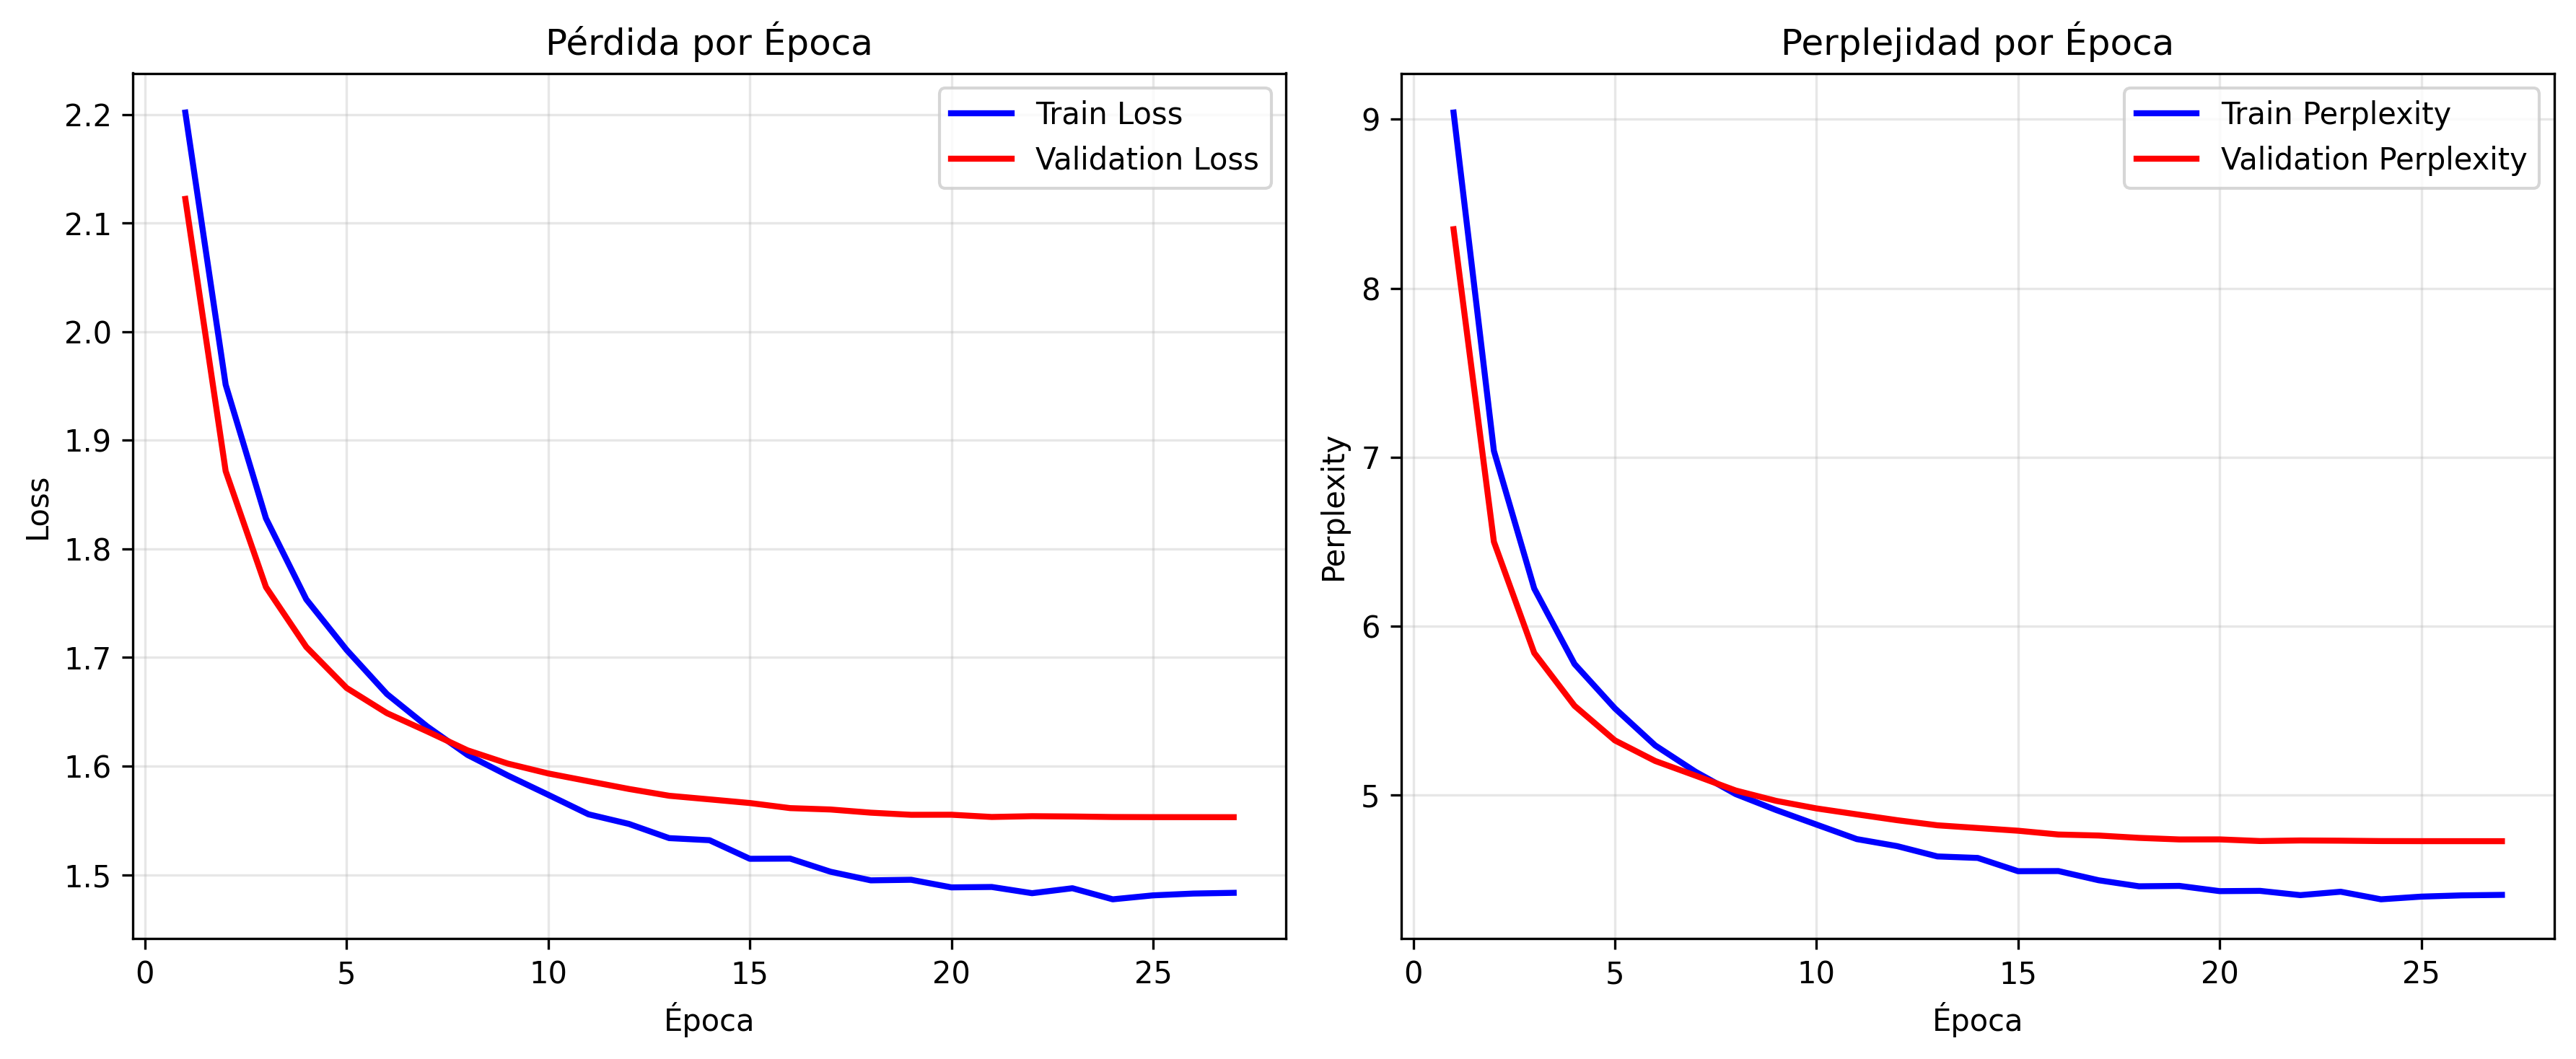 Pérdida por Época
Train Loss
Validation Loss
2.2
2.1
2.0
1.9
1.8
1.7
1.6
1.5
Loss
0 5 10 15 20 25
Época
Perplejidad por Época
Train Perplexity
Validation Perplexity
9
8
7
6
5
Perplexity
0 5 10 15 20 25
Época